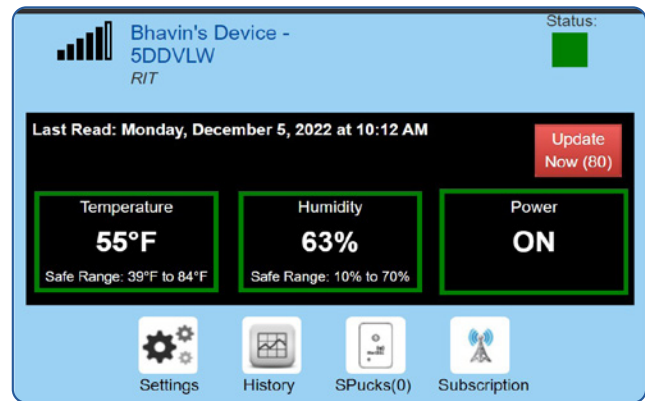 Bhavin's Device -
5DDVLW
RIT
Status:
Last Read: Monday, December 5, 2022 at 10:12 AM
Update
Now (80)
Temperature
55°F
Safe Range: 39°F to 84°F
Humidity
63%
Safe Range: 10% to 70%
Power
ON
Settings
History
SPucks(0)
Subscription